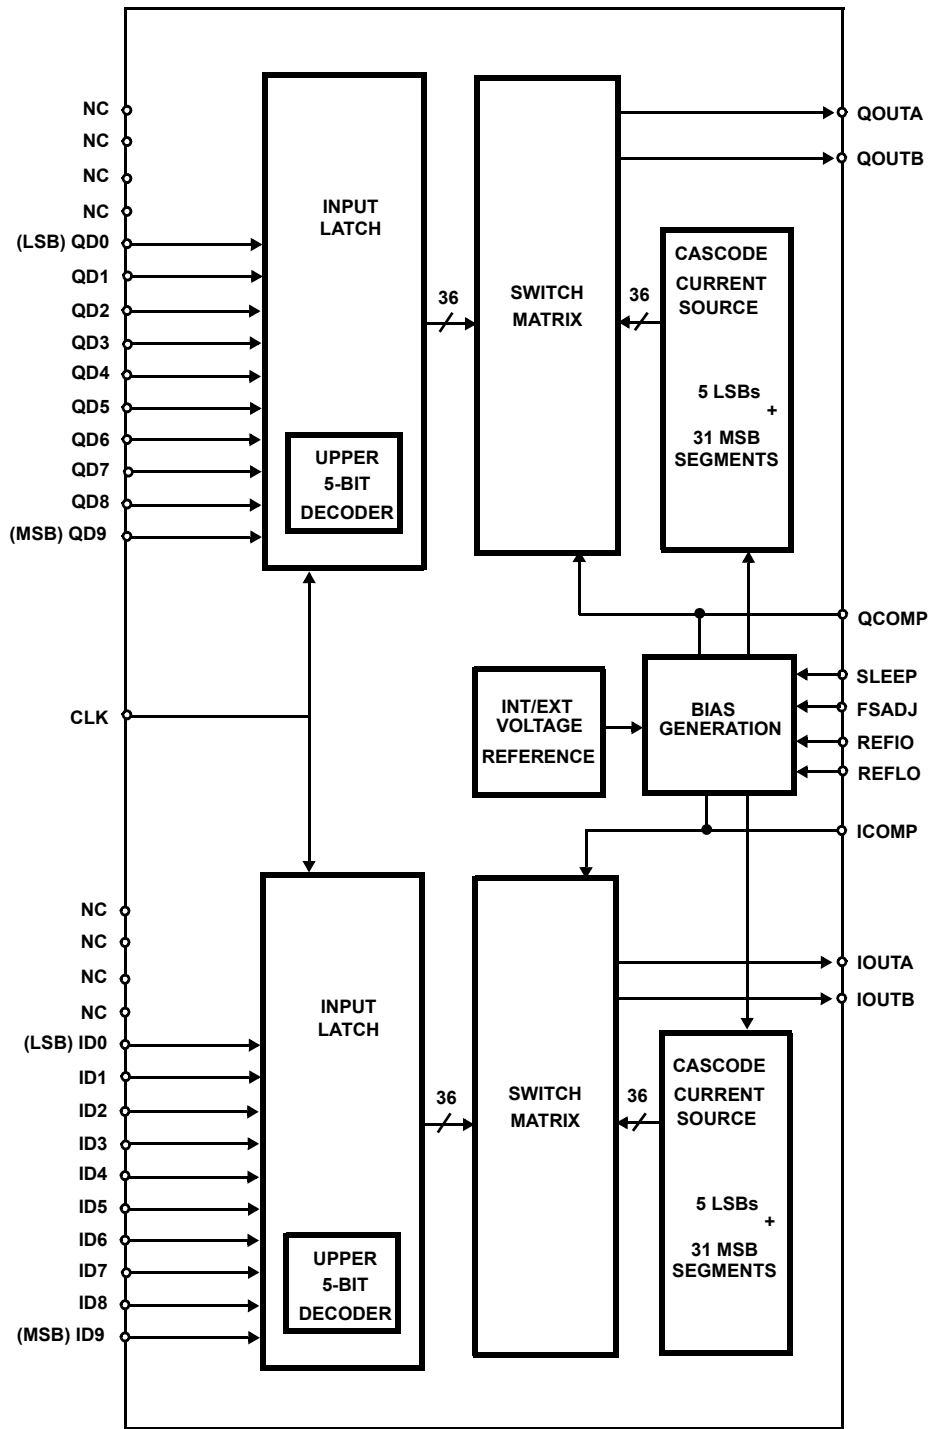 NC
NC
NC
NC
(LSB) QD0
QD1
QD2
QD3
QD4
QD5
QD6
QD7
QD8
(MSB) QD9
CLK
NC
NC
NC
NC
(LSB) ID0
ID1
ID2
ID3
ID4
ID5
ID6
ID7
ID8
(MSB) ID9
INPUT
LATCH
UPPER
5-BIT
DECODER
36
SWITCH
MATRIX
36
CASCODE
CURRENT
SOURCE
5 LSBs
+
31 MSB
SEGMENTS
QOUTA
QOUTB
QCOMP
INT/EXT
VOLTAGE
REFERENCE
BIAS
GENERATION
SLEEP
FSADJ
REFIO
REFLO
ICOMP
INPUT
LATCH
UPPER
5-BIT
DECODER
36
SWITCH
MATRIX
36
CASCODE
CURRENT
SOURCE
5 LSBs
+
31 MSB
SEGMENTS
IOUTA
IOUTB